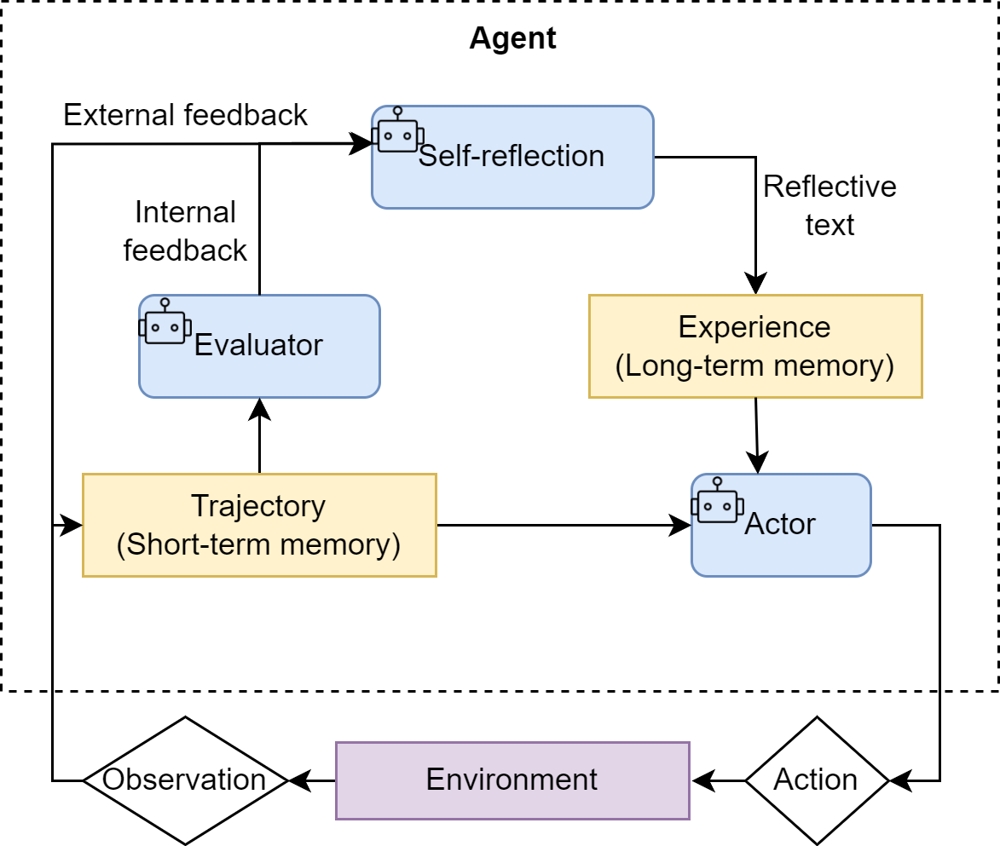 Agent
External feedback
Self-reflection
Reflective
text
Internal
feedback
Evaluator
Experience
(Long-term memory)
Trajectory
(Short-term memory)
Actor
Observation
Environment
Action